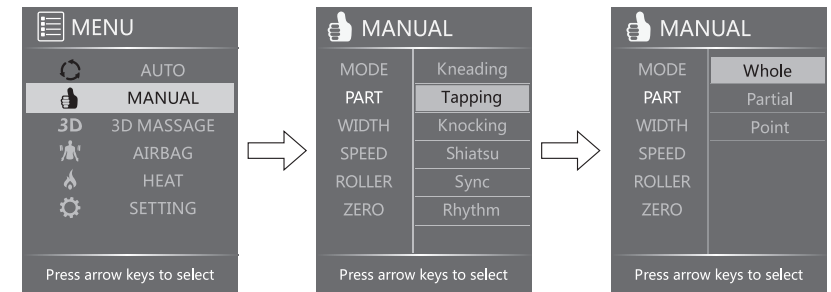 MENU
AUTO
MANUAL
3D 3D MASSAGE
AIRBAG
HEAT
SETTING
Press arrow keys to select
MANUAL
MODE Kneading
PART Tapping
WIDTH Knocking
SPEED Shiatsu
ROLLER Sync
ZERO Rhythm
Press arrow keys to select
MANUAL
MODE Whole
PART Partial
WIDTH Point
SPEED
ROLLER
ZERO
Press arrow keys to select